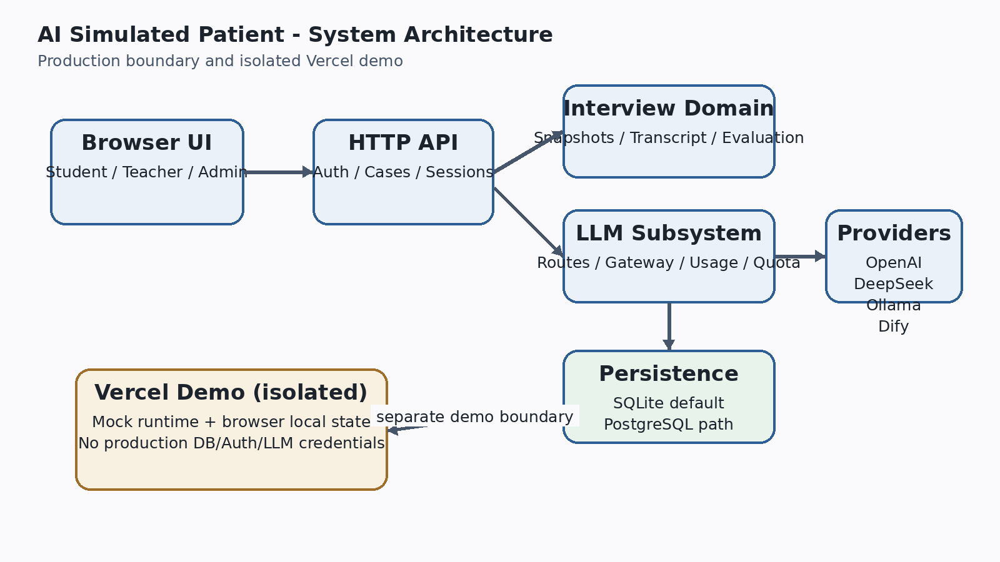 AI Simulated Patient - System Architecture
Production boundary and isolated Vercel demo
Browser UI
Student / Teacher / Admin
HTTP API
Auth / Cases / Sessions
Interview Domain
Snapshots / Transcript / Evaluation
LLM Subsystem
Routes / Gateway / Usage / Quota
Providers
OpenAI
DeepSeek
Ollama
Dify
Persistence
SQLite default
PostgreSQL path
separate demo boundary
Vercel Demo (isolated)
Mock runtime + browser local state
No production DB/Auth/LLM credentials